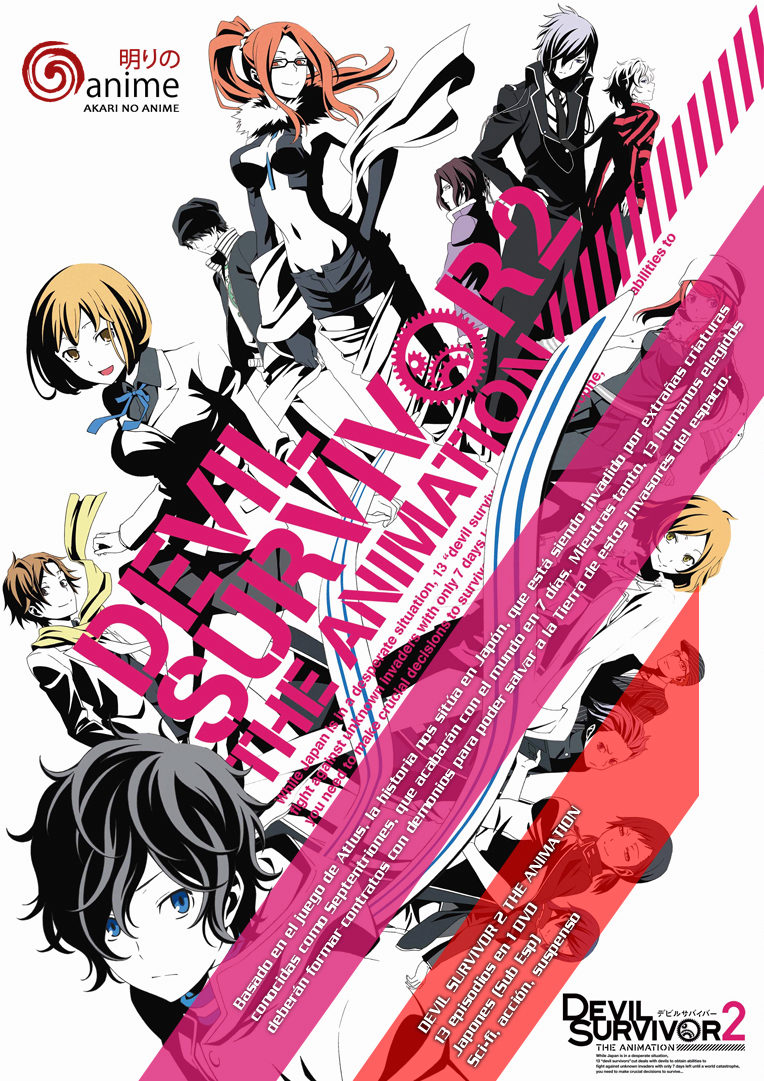 明りの
anime
AKARI NO ANIME
DEVIL
SURVIVOR2
THE ANIMATION
While Japan is in a desperate situation, 13 "devil surviv
fight against unknown invaders with only 7 days l
you need to make crucial decisions to surviv
abilities to
me,
Basado en el juego de Atlus, la historia nos sitúa en Japón, que está siendo invadido por extrañas criaturas
conocidas como Septentriones, que acabarán con el mundo en 7 días. Mientras tanto, 13 humanos elegidos
deberán formar contratos con demonios para poder salvar a la Tierra de estos invasores del espacio.
DEVIL SURVIVOR 2 THE ANIMATION
13 episodios en 1 DVD
Japones (Sub Esp)
Sci-fi, acción, suspenso
DEVIL デビルサバイバー
SURVIVOR2
THE ANIMATION
While Japan is in a desperate situation,
13 "devil survivors" cut deals with devils to obtain abilities to
fight against unknown invaders with only 7 days left until a world catastrophe,
you need to make crucial decisions to survive...